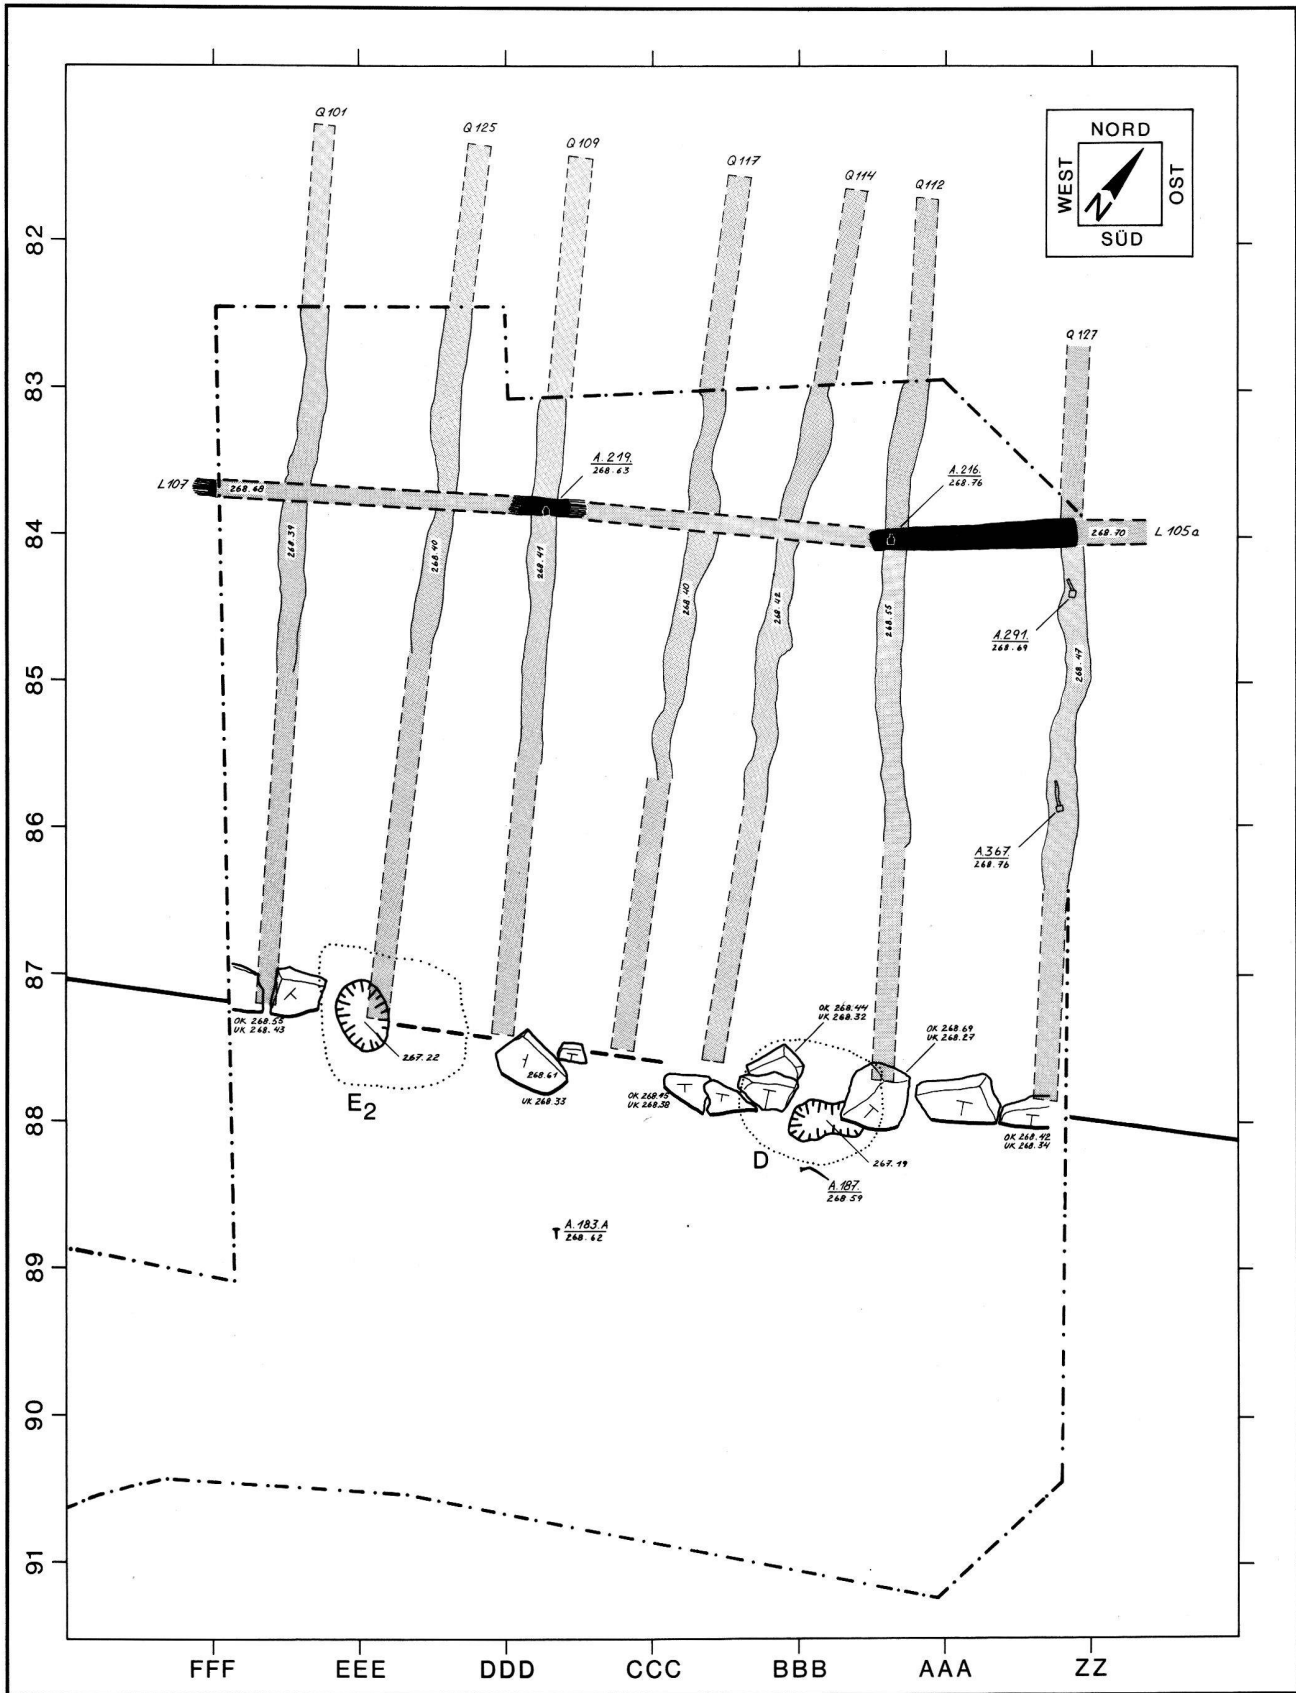 Q 101
Q 125
Q 109
Q 117
Q 114
Q 112
NORD
WEST
OST
N
SÜD
82
Q 127
83
A.219.
268.63
A.216.
268.76
L107
268.68
84
268.39
268.40
268.41
268.40
268.42
268.55
268.70
L 105a
A.291.
268.69
268.47
85
86
A.367.
268.76
87
OK 268.55
UK 268.43
267.22
E2
268.61
UK 268.33
OK 268.44
UK 268.32
OK 268.69
UK 268.27
OK 268.45
UK 268.38
88
OK 268.42
UK 268.34
D
267.19
A.187.
268.59
A.183.A
268.62
89
90
91
FFF
EEE
DDD
CCC
BBB
AAA
ZZ